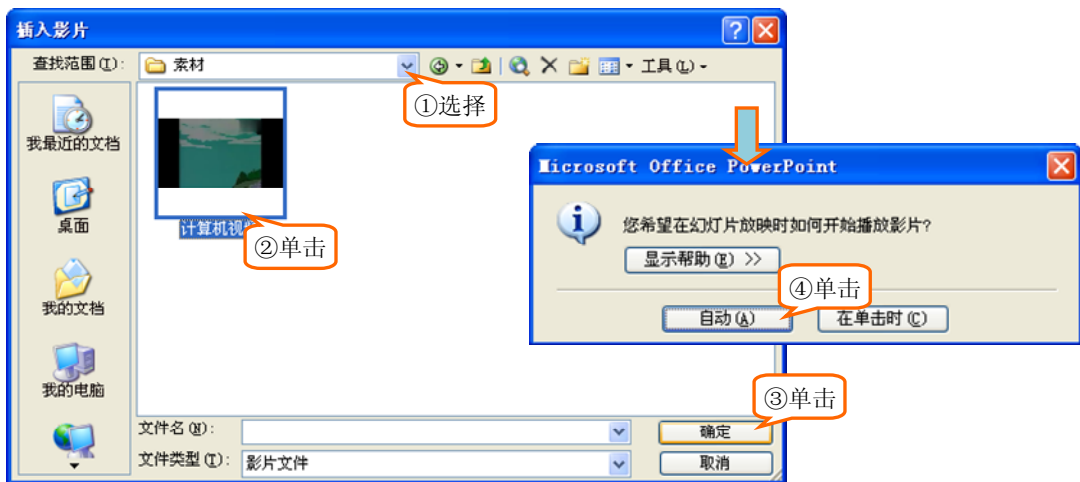 插入影片
查找范围(I):
素材
工具(L)
①选择
我最近的文档
桌面
我的文档
我的电脑
计算机视
②单击
Microsoft Office PowerPoint
您希望在幻灯片放映时如何开始播放影片?
显示帮助(E) >>
④单击
自动(A)
在单击时(C)
③单击
文件名(N):
确定
文件类型(T):
影片文件
取消